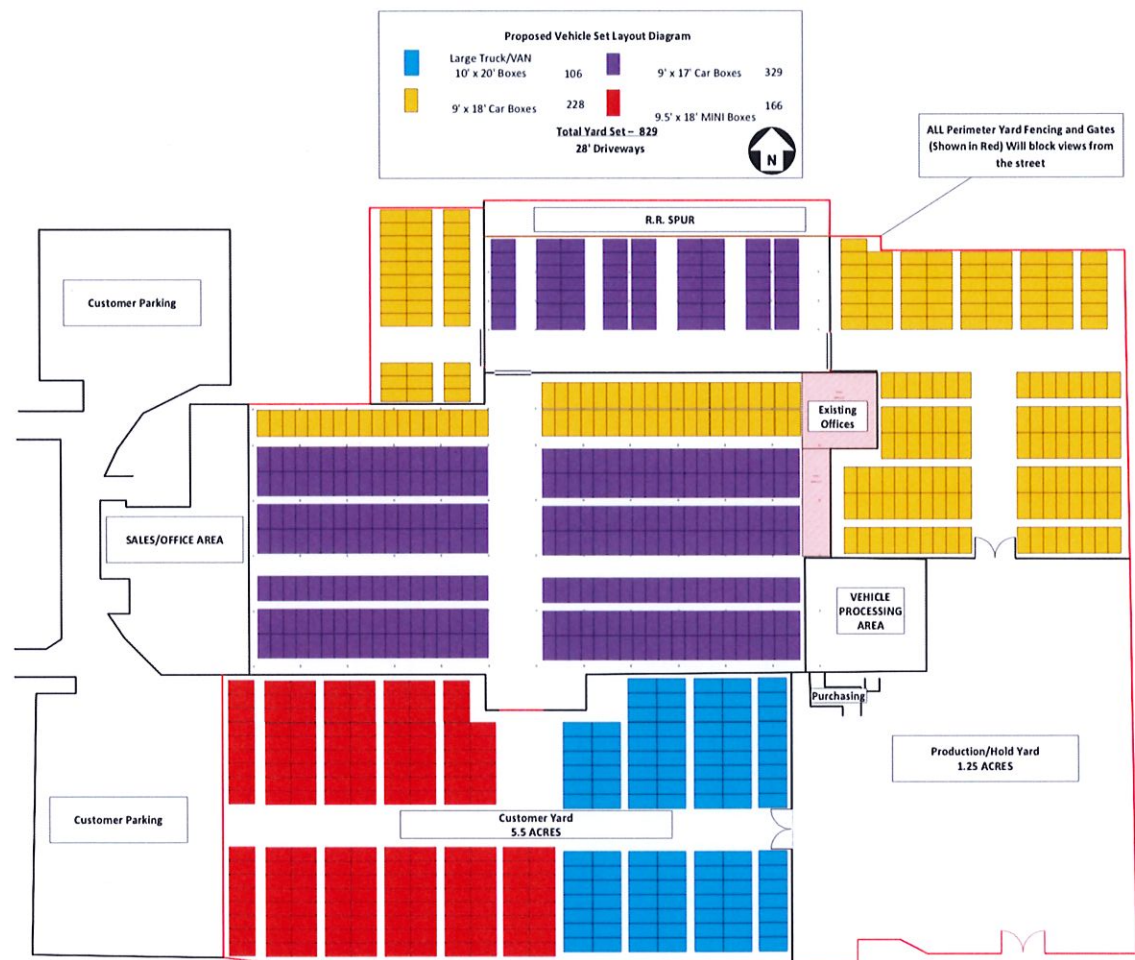 Proposed Vehicle Set Layout Diagram
Large Truck/VAN
10' x 20' Boxes 106
9' x 17' Car Boxes 329
9' x 18' Car Boxes 228
9.5' x 18' MINI Boxes 166
Total Yard Set – 829
28' Driveways
N
ALL Perimeter Yard Fencing and Gates
(Shown in Red) Will block views from
the street
R.R. SPUR
Customer Parking
Existing
Offices
SALES/OFFICE AREA
VEHICLE
PROCESSING
AREA
Purchasing
Production/Hold Yard
1.25 ACRES
Customer Yard
5.5 ACRES
Customer Parking